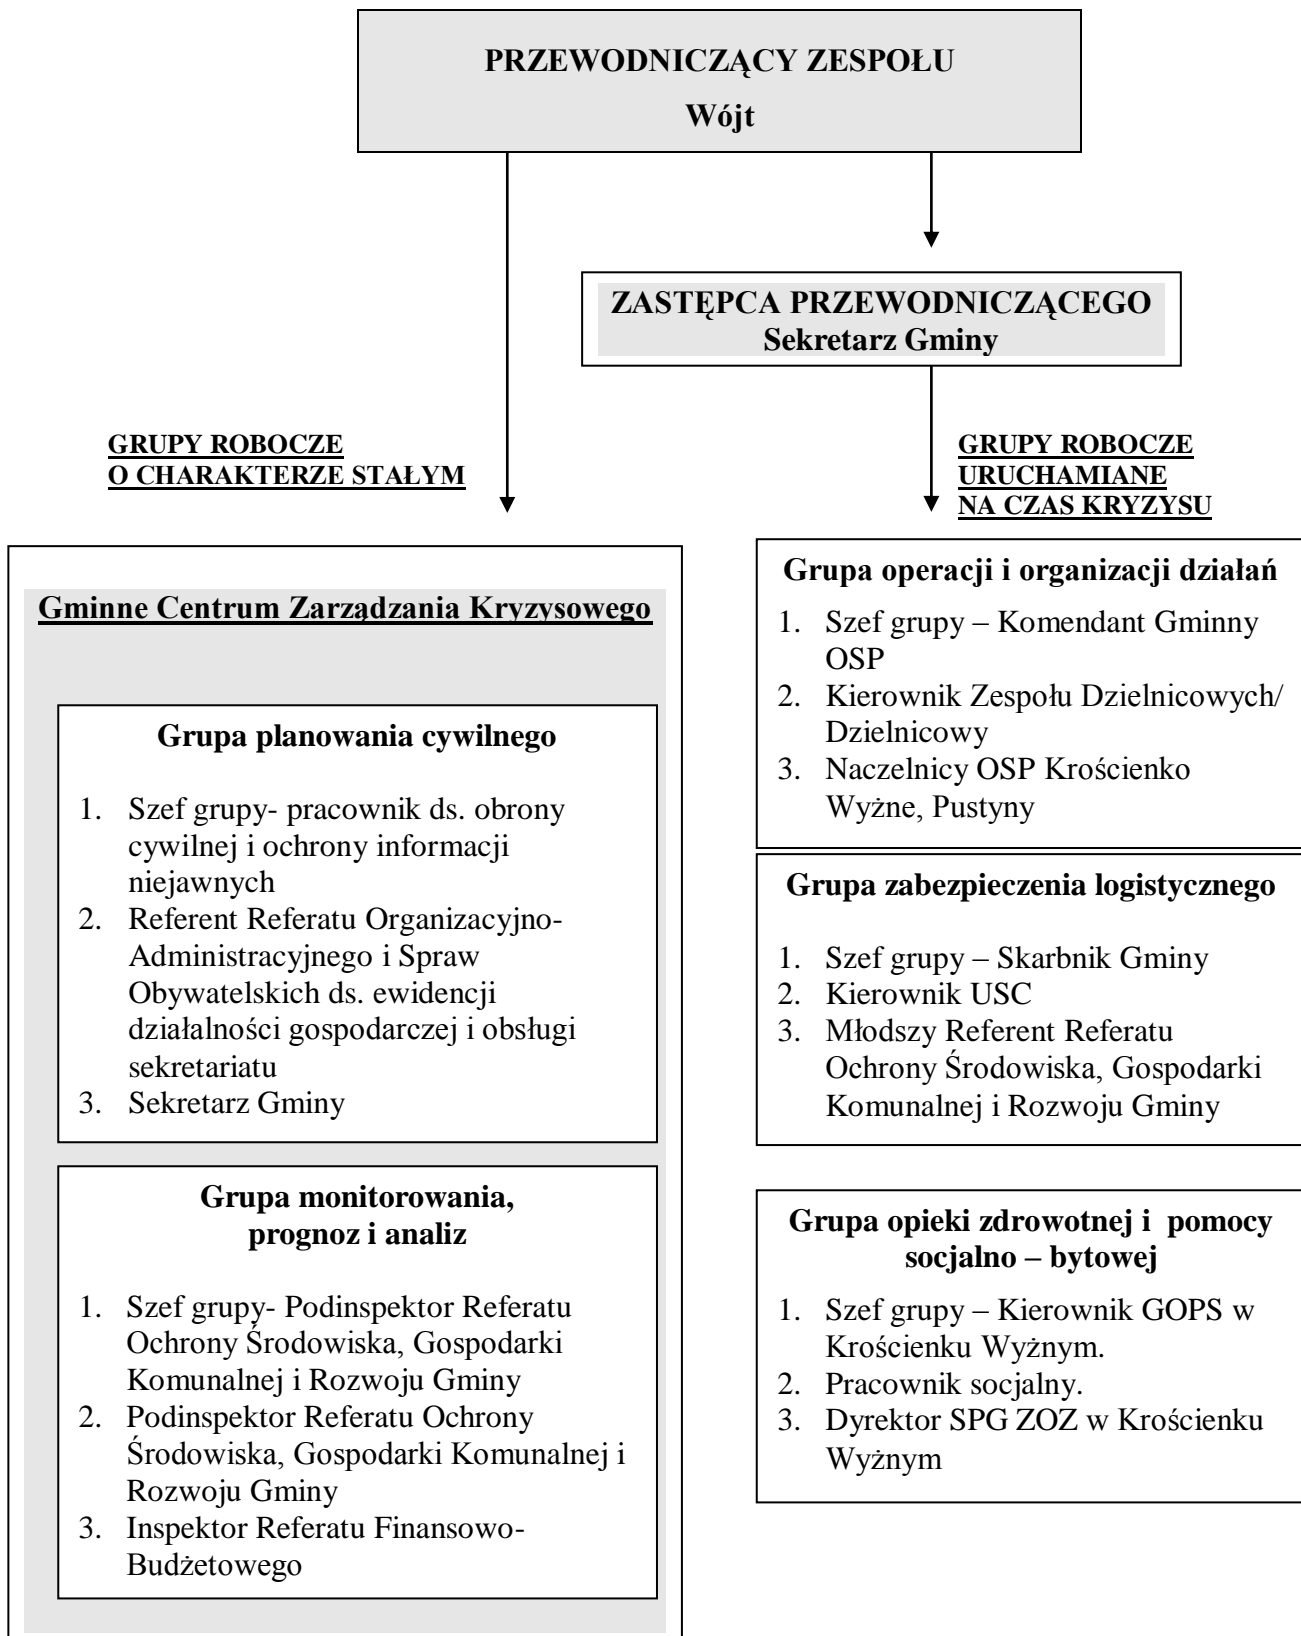 PRZEWODNICZĄCY ZESPOŁU
Wójt
ZASTĘPCA PRZEWODNICZĄCEGO
Sekretarz Gminy
GRUPY ROBOCZE
O CHARAKTERZE STAŁYM
GRUPY ROBOCZE
URUCHAMIANE
NA CZAS KRYZYSU
Gminne Centrum Zarządzania Kryzysowego
Grupa planowania cywilnego
1. Szef grupy- pracownik ds. obrony
cywilnej i ochrony informacji
niejawnych
2. Referent Referatu Organizacyjno-
Administracyjnego i Spraw
Obywatelskich ds. ewidencji
działalności gospodarczej i obsługi
sekretariatu
3. Sekretarz Gminy
Grupa monitorowania,
prognoz i analiz
1. Szef grupy- Podinspektor Referatu
Ochrony Środowiska, Gospodarki
Komunalnej i Rozwoju Gminy
2. Podinspektor Referatu Ochrony
Środowiska, Gospodarki Komunalnej i
Rozwoju Gminy
3. Inspektor Referatu Finansowo-
Budżetowego
Grupa operacji i organizacji działań
1. Szef grupy – Komendant Gminny
OSP
2. Kierownik Zespołu Dzielnicowych/
Dzielnicowy
3. Naczelnicy OSP Krościenko
Wyżne, Pustyny
Grupa zabezpieczenia logistycznego
1. Szef grupy – Skarbnik Gminy
2. Kierownik USC
3. Młodszy Referent Referatu
Ochrony Środowiska, Gospodarki
Komunalnej i Rozwoju Gminy
Grupa opieki zdrowotnej i pomocy
socjalno – bytowej
1. Szef grupy – Kierownik GOPS w
Krościenku Wyżnym.
2. Pracownik socjalny.
3. Dyrektor SPG ZOZ w Krościenku
Wyżnym